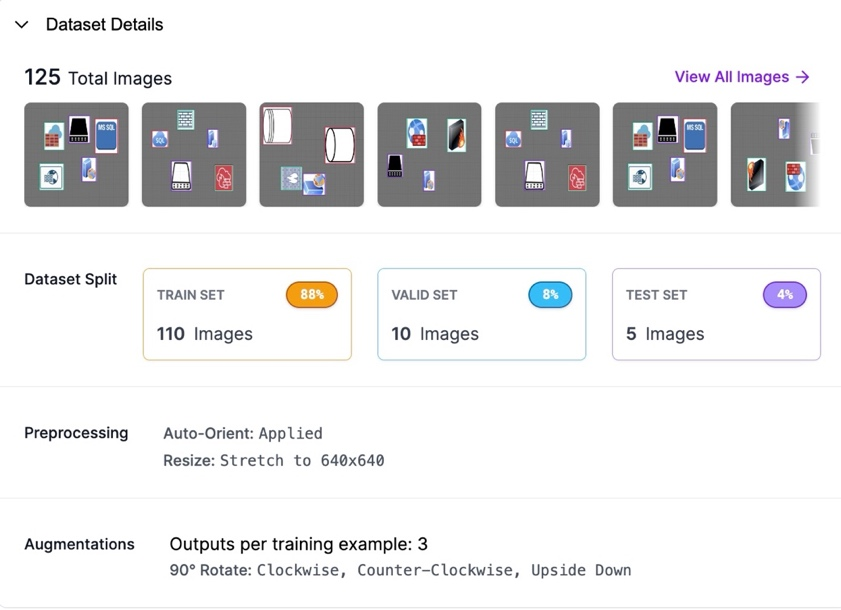 Dataset Details
125 Total Images
View All Images →
MS SQL
SQL
SQL
MS SQL
Dataset Split
TRAIN SET 88%
110 Images
VALID SET 8%
10 Images
TEST SET 4%
5 Images
Preprocessing
Auto-Orient: Applied
Resize: Stretch to 640x640
Augmentations
Outputs per training example: 3
90° Rotate: Clockwise, Counter-Clockwise, Upside Down